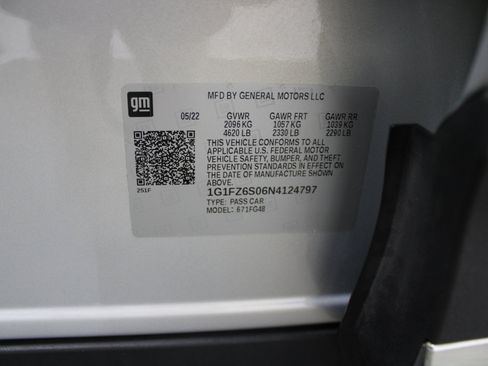 gm
MFD BY GENERAL MOTORS LLC
05/22 GVWR GAWR FRT GAWR RR
2096 KG 1057 KG 1039 KG
4620 LB 2330 LB 2290 LB
THIS VEHICLE CONFORMS TO ALL
APPLICABLE U.S. FEDERAL MOTOR
VEHICLE SAFETY, BUMPER, AND THEFT
PREVENTION STANDARDS IN EFFECT ON
THE DATE OF MANUFACTURE SHOWN
ABOVE.
251F
1G1FZ6S06N4124797
TYPE: PASS CAR
MODEL: 671FG48